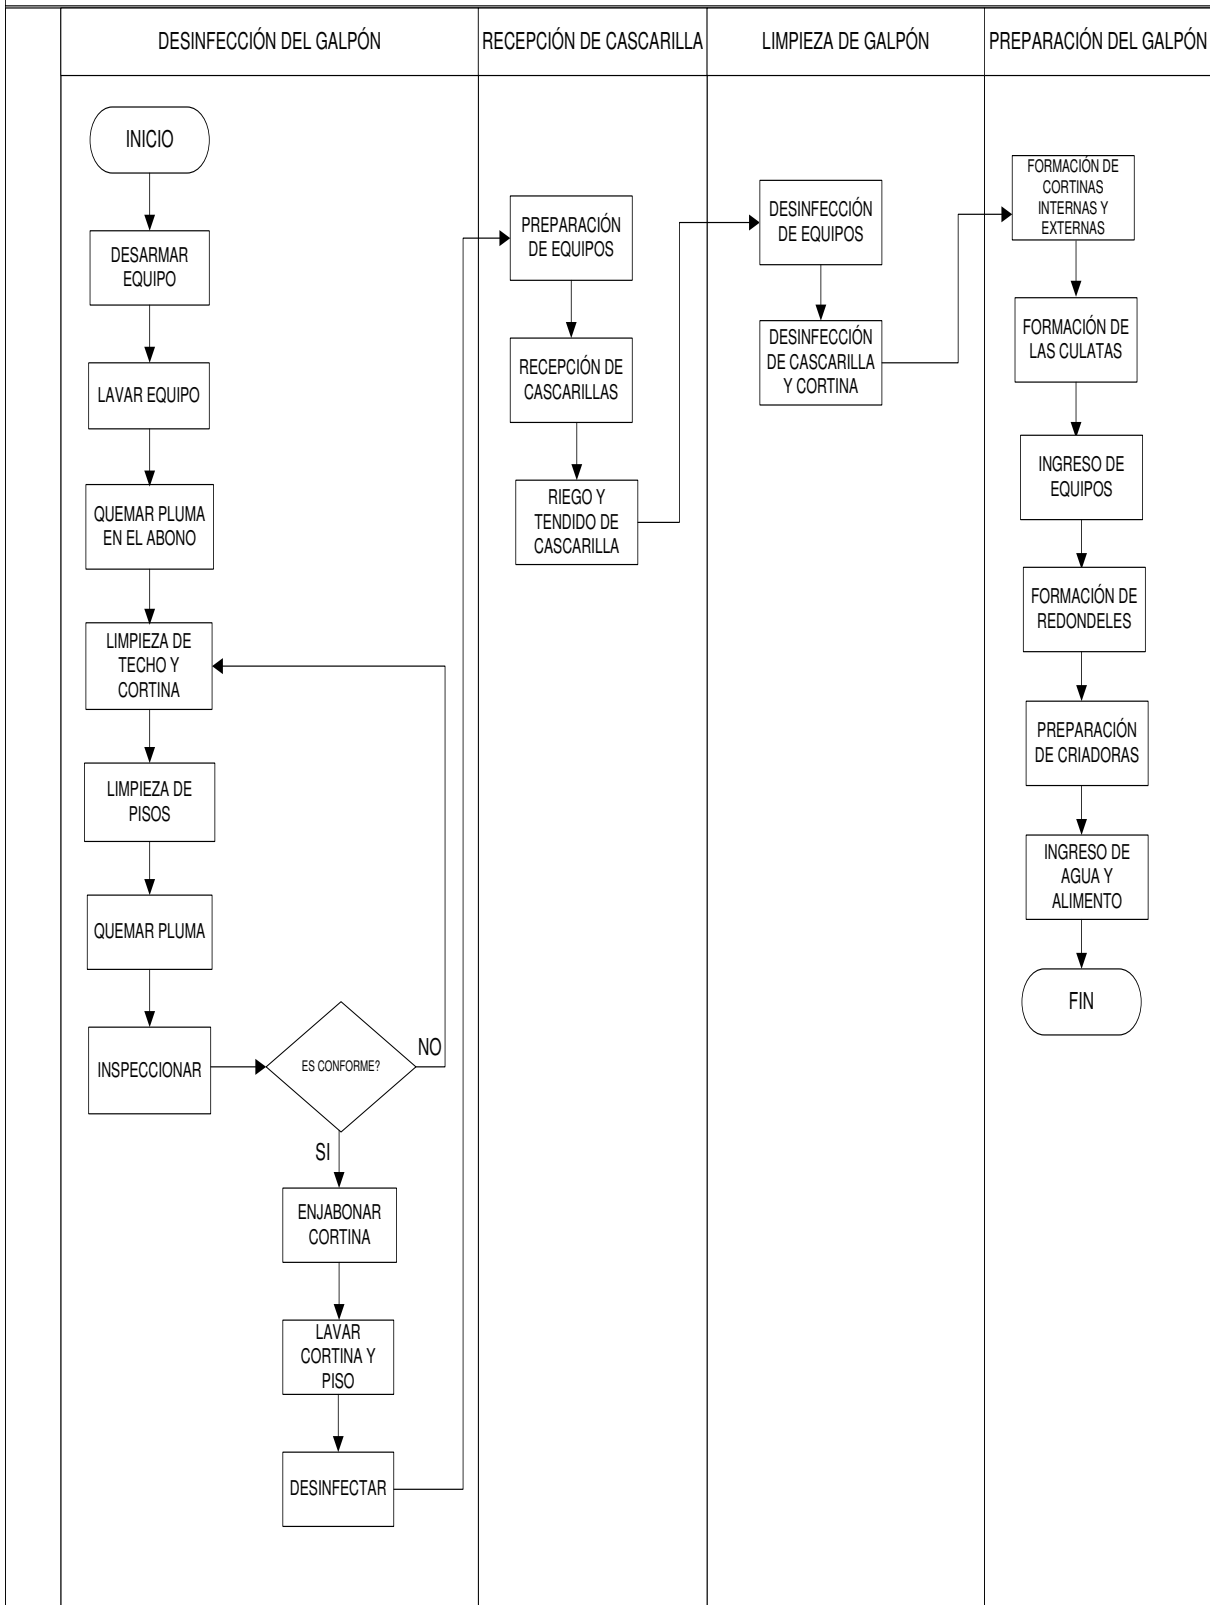 DESINFECCIÓN DEL GALPÓN
RECEPCIÓN DE CASCARILLA
LIMPIEZA DE GALPÓN
PREPARACIÓN DEL GALPÓN
INICIO
DESARMAR
EQUIPO
LAVAR EQUIPO
QUEMAR PLUMA
EN EL ABONO
LIMPIEZA DE
TECHO Y
CORTINA
LIMPIEZA DE
PISOS
QUEMAR PLUMA
INSPECCIONAR
ES CONFORME?
NO
SI
ENJABONAR
CORTINA
LAVAR
CORTINA Y
PISO
DESINFECTAR
PREPARACIÓN
DE EQUIPOS
RECEPCIÓN DE
CASCARILLAS
RIEGO Y
TENDIDO DE
CASCARILLA
DESINFECCIÓN
DE EQUIPOS
DESINFECCIÓN
DE CASCARILLA
Y CORTINA
FORMACIÓN DE
CORTINAS
INTERNAS Y
EXTERNAS
FORMACIÓN DE
LAS CULATAS
INGRESO DE
EQUIPOS
FORMACIÓN DE
REDONDELES
PREPARACIÓN
DE CRIADORAS
INGRESO DE
AGUA Y
ALIMENTO
FIN